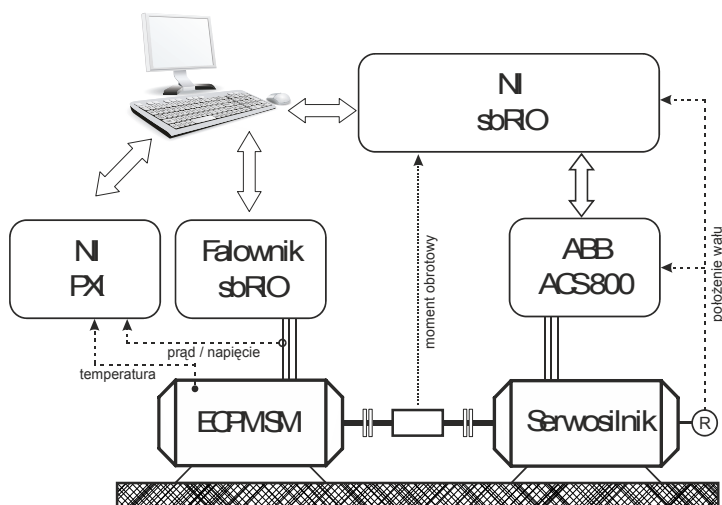 NI
sbRIO
NI
PXI
Falownik
sbRIO
ABB
ACS800
moment obrotowy
położenie wału
prąd / napięcie
temperatura
ECPMSM
Serwosilnik
R